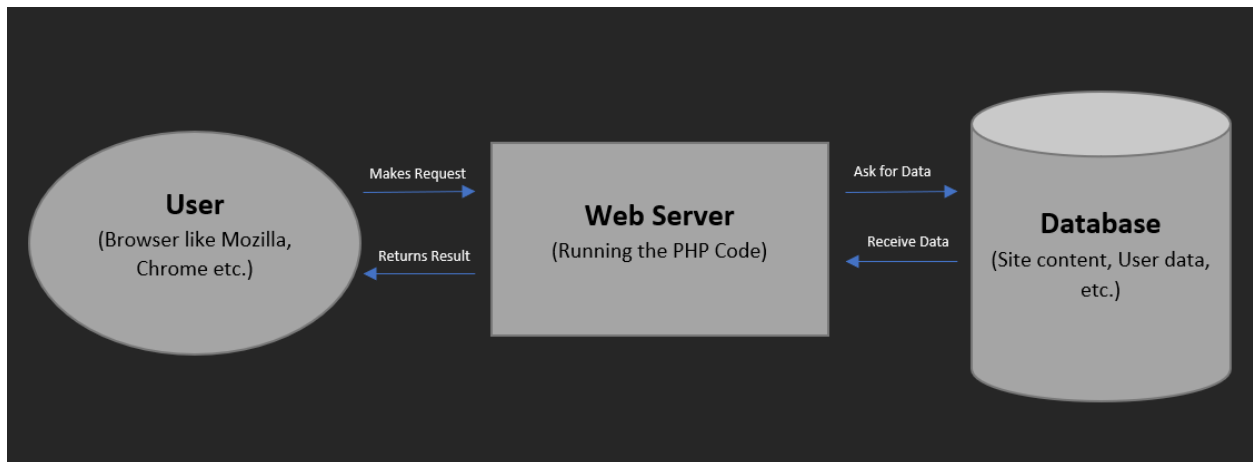 User
(Browser like Mozilla,
Chrome etc.)
Makes Request
Returns Result
Web Server
(Running the PHP Code)
Ask for Data
Receive Data
Database
(Site content, User data,
etc.)